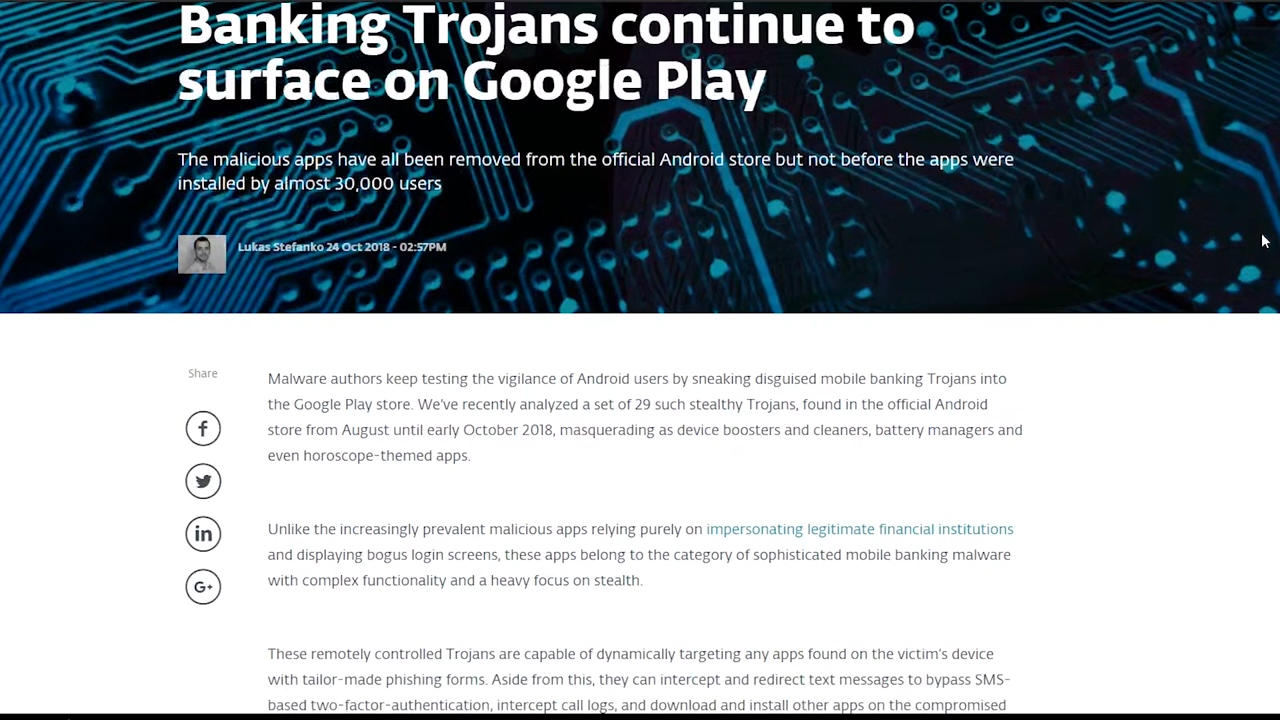 Banking Trojans continue to
surface on Google Play
The malicious apps have all been removed from the official Android store but not before the apps were
installed by almost 30,000 users
Lukas Stefanko 24 Oct 2018 - 02:57PM
Share
Malware authors keep testing the vigilance of Android users by sneaking disguised mobile banking Trojans into
the Google Play store. We've recently analyzed a set of 29 such stealthy Trojans, found in the official Android
store from August until early October 2018, masquerading as device boosters and cleaners, battery managers and
even horoscope-themed apps.
Unlike the increasingly prevalent malicious apps relying purely on impersonating legitimate financial institutions
and displaying bogus login screens, these apps belong to the category of sophisticated mobile banking malware
with complex functionality and a heavy focus on stealth.
These remotely controlled Trojans are capable of dynamically targeting any apps found on the victim's device
with tailor-made phishing forms. Aside from this, they can intercept and redirect text messages to bypass SMS-
based two-factor-authentication, intercept call logs, and download and install other apps on the compromised